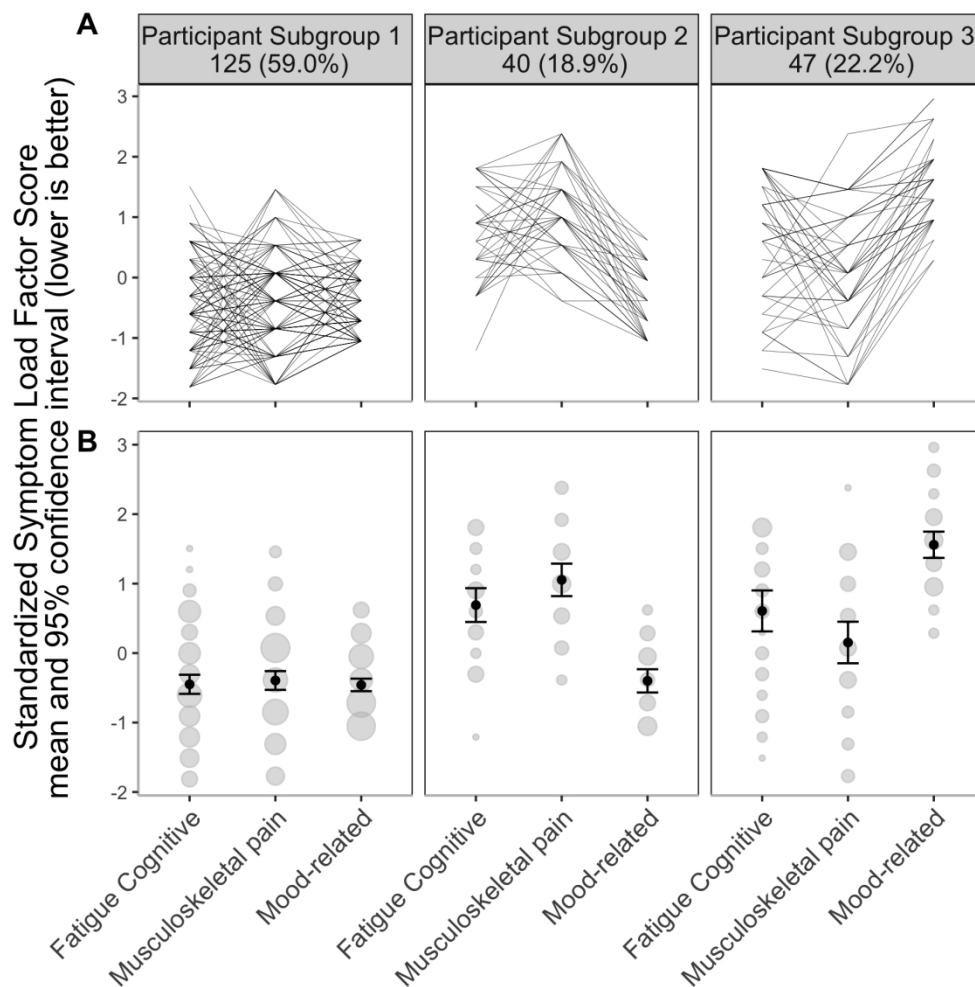 A
Participant Subgroup 1
125 (59.0%)
Participant Subgroup 2
40 (18.9%)
Participant Subgroup 3
47 (22.2%)
Standardized Symptom Load Factor Score
mean and 95% confidence interval (lower is better)
3
2
1
0
-1
-2
B
3
2
1
0
-1
-2
Fatigue Cognitive
Musculoskeletal pain
Mood-related
Fatigue Cognitive
Musculoskeletal pain
Mood-related
Fatigue Cognitive
Musculoskeletal pain
Mood-related